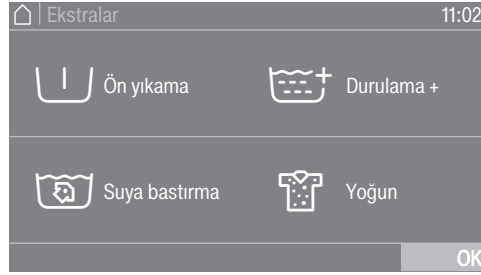 Ekstralar 11:02
Ön yıkama Durulama +
Suya bastırma Yoğun
OK